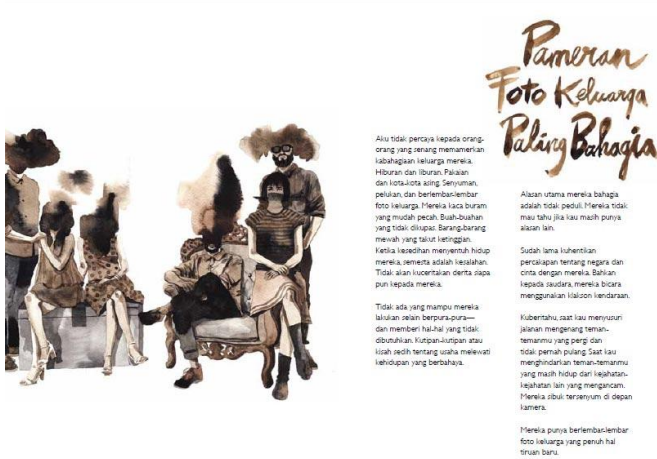 Pameran
Foto Keluarga
Paling Bahagia
Aku tidak percaya kepada orang-
orang yang senang memamerkan
kabahagiaan keluarga mereka.
Hiburan dan liburan. Pakaian
dan kota-kota asing. Senyuman,
pelukan, dan berlembar-lembar
foto keluarga. Mereka kaca buram
yang mudah pecah. Buah-buahan
yang tidak dikupas. Barang-barang
mewah yang takut ketinggian.
Ketika kesedihan menyentuh hidup
mereka, semesta adalah kesalahan.
Tidak akan kuceritakan derita siapa
pun kepada mereka.
Tidak ada yang mampu mereka
lakukan selain berpura-pura—
dan memberi hal-hal yang tidak
dibutuhkan. Kutipan-kutipan atau
kisah sedih tentang usaha melewati
kehidupan yang berbahaya.
Alasan utama mereka bahagia
adalah tidak peduli. Mereka tidak
mau tahu jika kau masih punya
alasan lain.
Sudah lama kuhentikan
percakapan tentang negara dan
cinta dengan mereka. Bahkan
kepada saudara, mereka bicara
menggunakan klakson kendaraan.
Kuberitahu, saat kau menyusuri
jalanan mengenang teman-
temanmu yang pergi dan
tidak pernah pulang. Saat kau
menghindarkan teman-temanmu
yang masih hidup dari kejahatan-
kejahatan lain yang mengancam.
Mereka sibuk tersenyum di depan
kamera.
Mereka punya berlembar-lembar
foto keluarga yang penuh hal
tiruan baru.